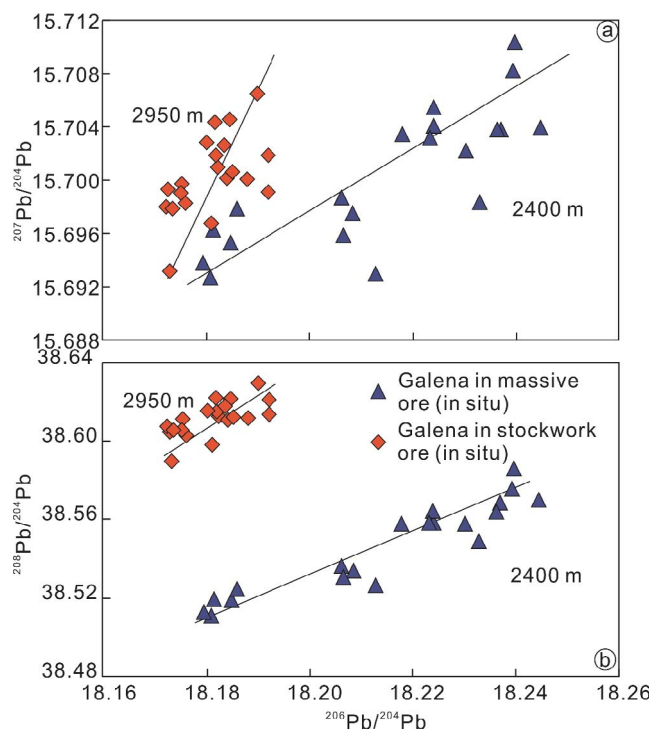 15.712
15.708
15.704
15.700
15.696
15.692
15.688
²⁰⁷Pb/²⁰⁴Pb
a
2950 m
2400 m
38.64
38.60
38.56
38.52
38.48
²⁰⁸Pb/²⁰⁴Pb
2950 m
Galena in massive
ore (in situ)
Galena in stockwork
ore (in situ)
2400 m
b
18.16 18.18 18.20 18.22 18.24 18.26
²⁰⁶Pb/²⁰⁴Pb